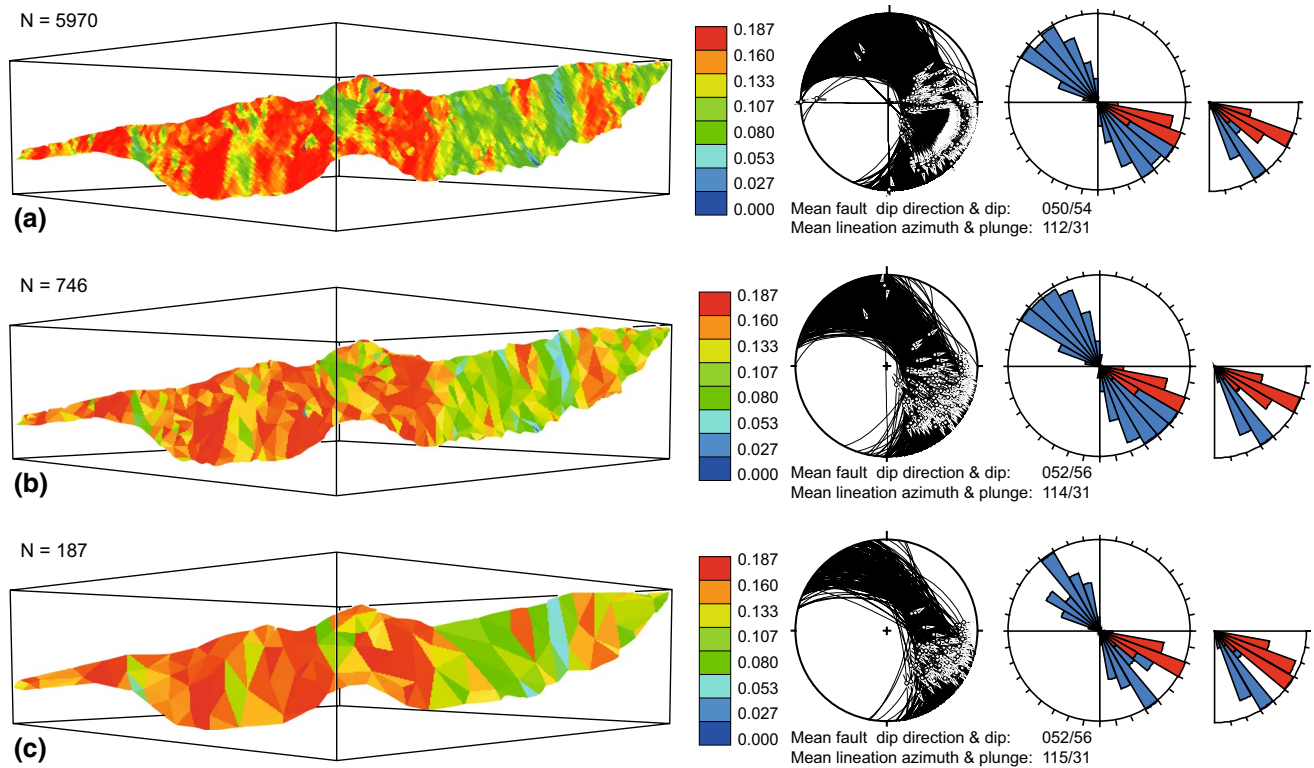 N = 5970
0.187
0.160
0.133
0.107
0.080
0.053
0.027
0.000
Mean fault dip direction & dip: 050/54
Mean lineation azimuth & plunge: 112/31
(a)
N = 746
0.187
0.160
0.133
0.107
0.080
0.053
0.027
0.000
Mean fault dip direction & dip: 052/56
Mean lineation azimuth & plunge: 114/31
(b)
N = 187
0.187
0.160
0.133
0.107
0.080
0.053
0.027
0.000
Mean fault dip direction & dip: 052/56
Mean lineation azimuth & plunge: 115/31
(c)